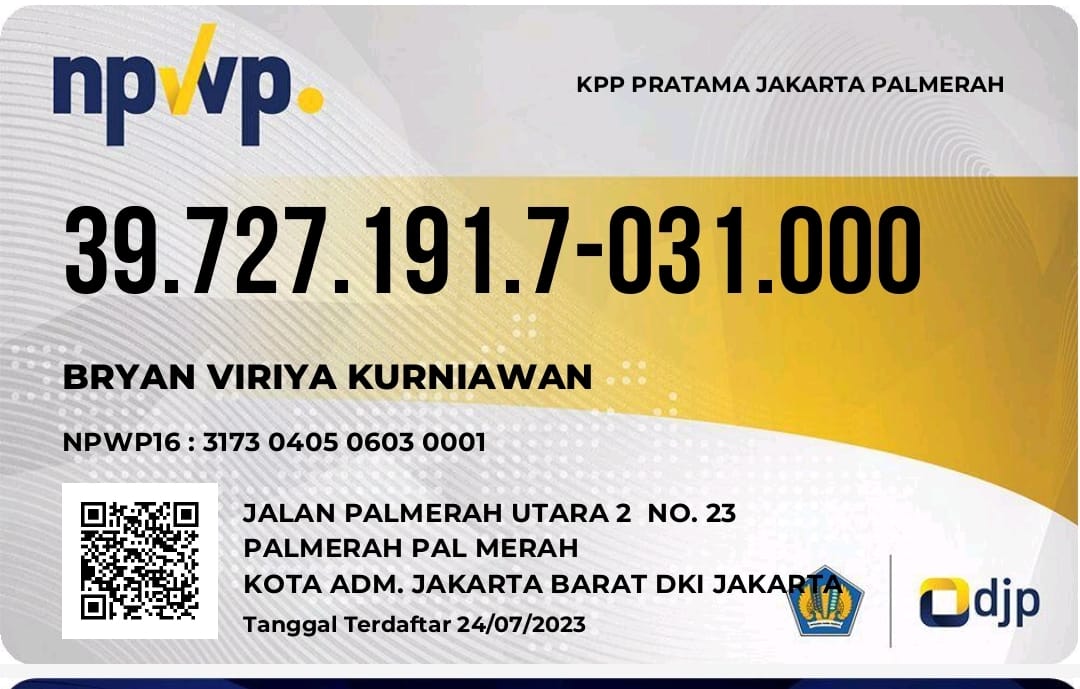 npwp.
KPP PRATAMA JAKARTA PALMERAH
39.727.191.7-031.000
BRYAN VIRIYA KURNIAWAN
NPWP16 : 3173 0405 0603 0001
JALAN PALMERAH UTARA 2 NO. 23
PALMERAH PAL MERAH
KOTA ADM. JAKARTA BARAT DKI JAKARTA
Tanggal Terdaftar 24/07/2023
djp